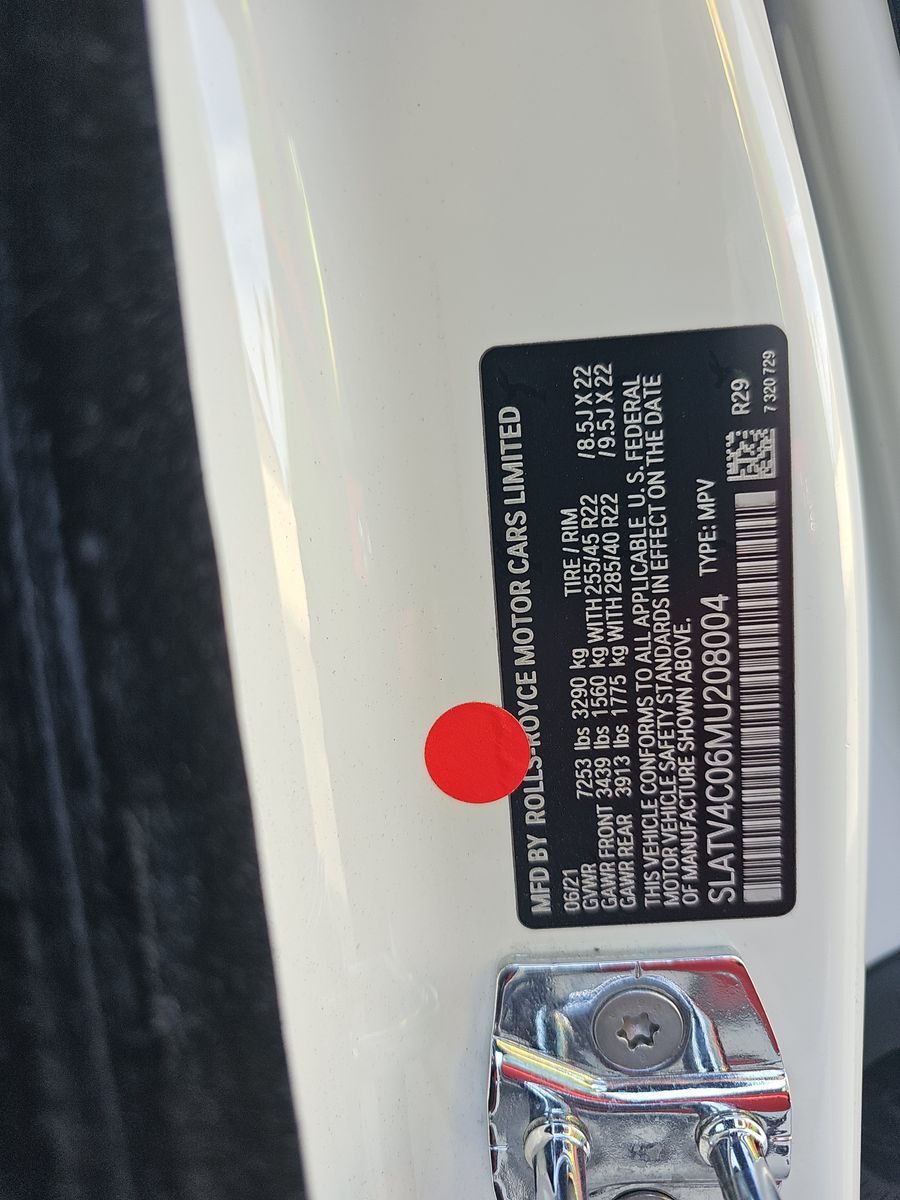 MFD BY ROLLS-ROYCE MOTOR CARS LIMITED
06/21
GVWR 7253 lbs 3290 kg TIRE / RIM
GAWR FRONT 3439 lbs 1560 kg WITH 255/45 R22 / 8.5J X 22
GAWR REAR 3913 lbs 1775 kg WITH 285/40 R22 / 9.5J X 22
THIS VEHICLE CONFORMS TO ALL APPLICABLE U. S. FEDERAL
MOTOR VEHICLE SAFETY STANDARDS IN EFFECT ON THE DATE
OF MANUFACTURE SHOWN ABOVE.
SLATV4C06MU208004 TYPE: MPV R29
7 320 729